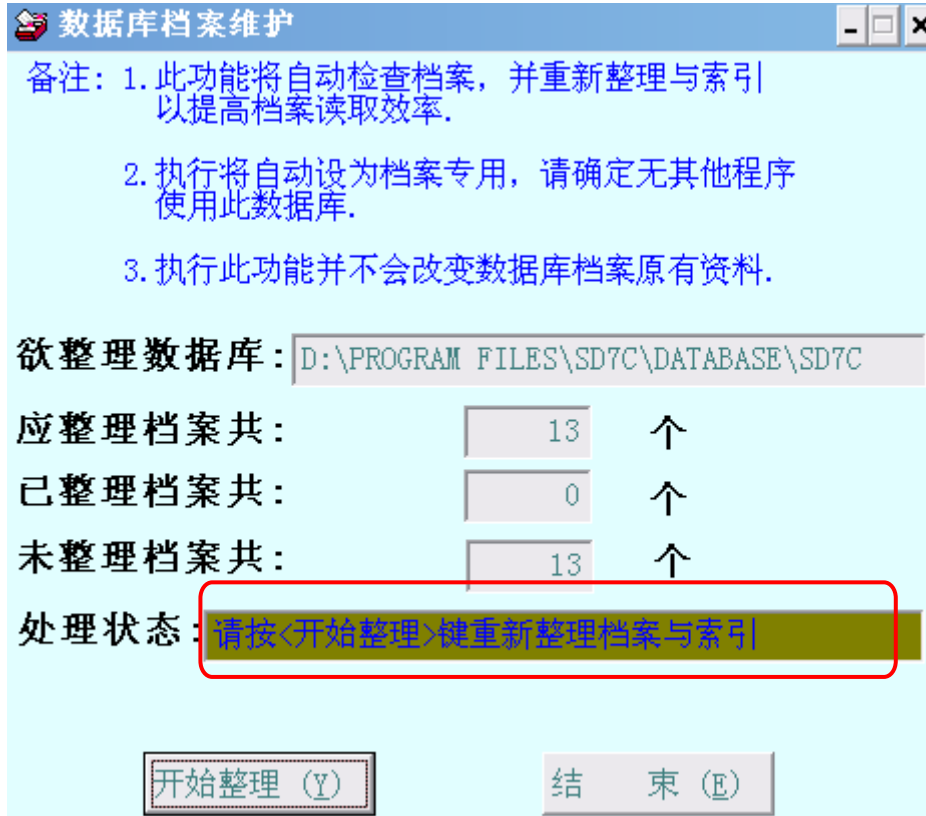 数据库档案维护
备注: 1.此功能将自动检查档案，并重新整理与索引
以提高档案读取效率.
2.执行将自动设为档案专用，请确定无其他程序
使用此数据库.
3.执行此功能并不会改变数据库档案原有资料.
欲整理数据库: D:\PROGRAM FILES\SD7C\DATABASE\SD7C
应整理档案共: 13 个
已整理档案共: 0 个
未整理档案共: 13 个
处理状态: 请按<开始整理>键重新整理档案与索引
开始整理 (Y) 结 束 (E)